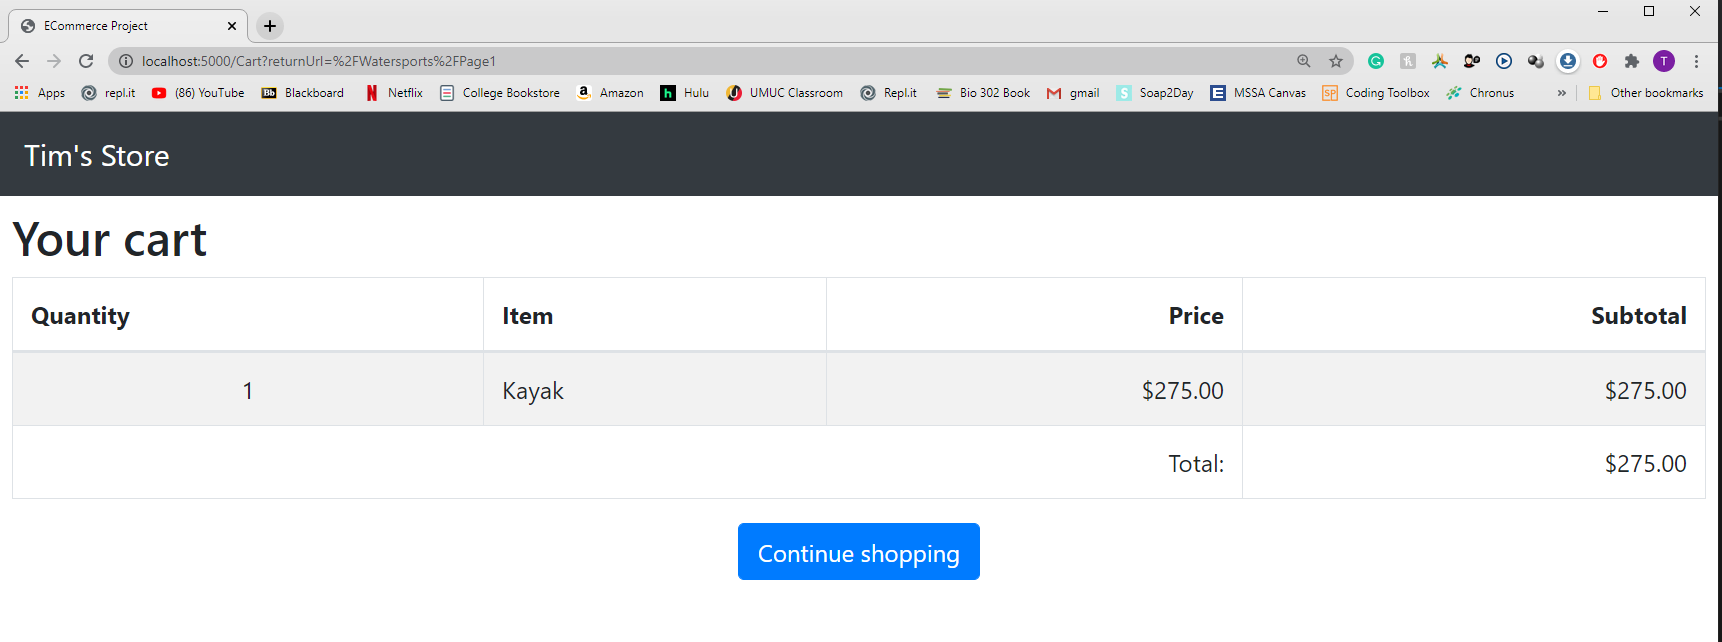 ECommerce Project
localhost:5000/Cart?returnUrl=%2FWatersports%2FPage1
Apps repl.it (86) YouTube Bb Blackboard Netflix College Bookstore Amazon Hulu UMUC Classroom Repl.it Bio 302 Book gmail Soap2Day MSSA Canvas Coding Toolbox Chronus » Other bookmarks
Tim's Store
Your cart
Quantity Item Price Subtotal
1 Kayak $275.00 $275.00
Total: $275.00
Continue shopping